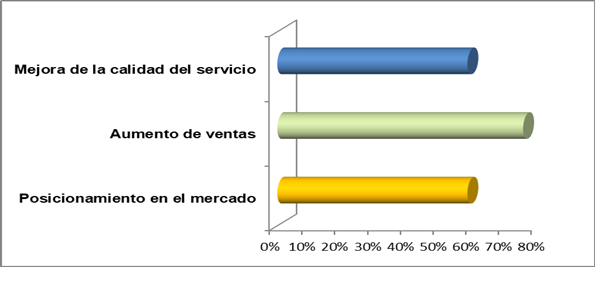 Mejora de la calidad del servicio
Aumento de ventas
Posicionamiento en el mercado
0% 10% 20% 30% 40% 50% 60% 70% 80%